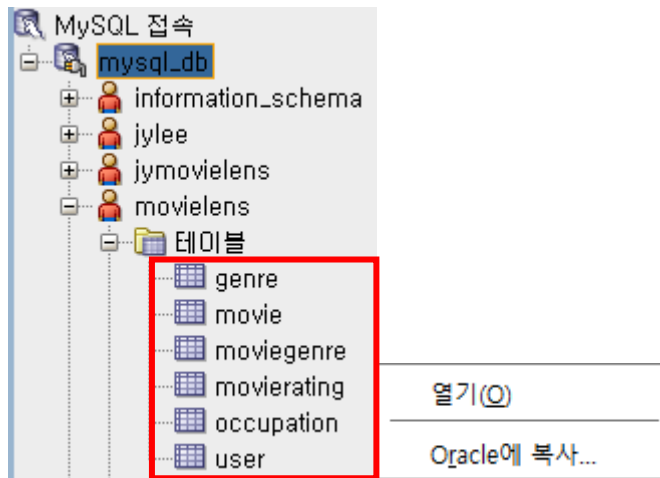 MySQL 접속
mysql_db
information_schema
jylee
jymovielens
movielens
테이블
genre
movie
moviegenre
movierating
occupation
user
열기(O)
Oracle에 복사...